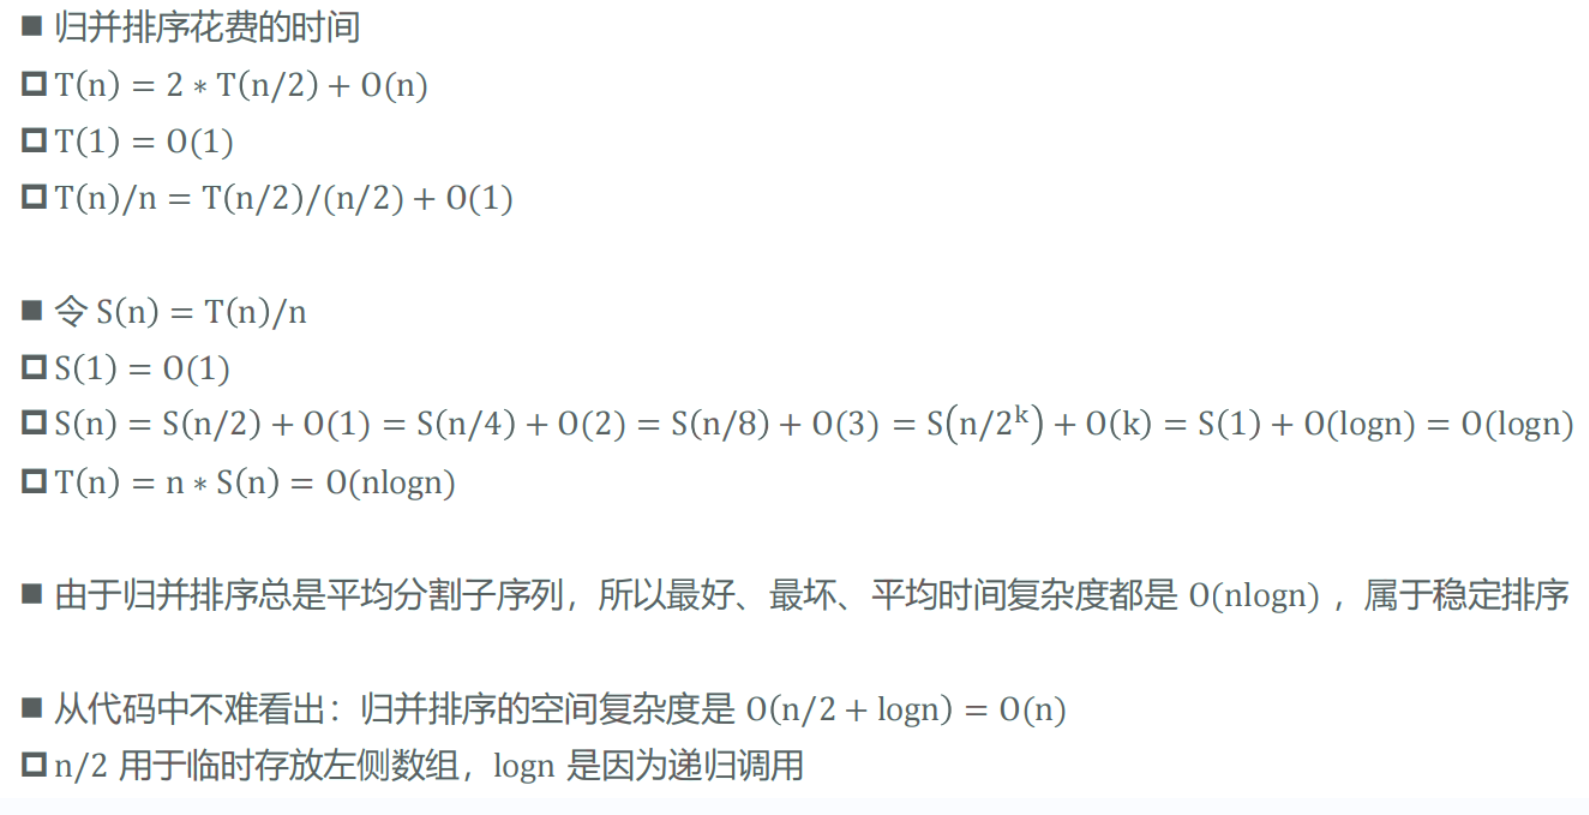 ■ 归并排序花费的时间
T(n) = 2 ∗ T(n/2) + O(n)
T(1) = O(1)
T(n)/n = T(n/2)/(n/2) + O(1)
■ 令 S(n) = T(n)/n
S(1) = O(1)
S(n) = S(n/2) + O(1) = S(n/4) + O(2) = S(n/8) + O(3) = S(n/2ᵏ) + O(k) = S(1) + O(logn) = O(logn)
T(n) = n ∗ S(n) = O(nlogn)
■ 由于归并排序总是平均分割子序列，所以最好、最坏、平均时间复杂度都是 O(nlogn) ，属于稳定排序
■ 从代码中不难看出：归并排序的空间复杂度是 O(n/2 + logn) = O(n)
n/2 用于临时存放左侧数组，logn 是因为递归调用